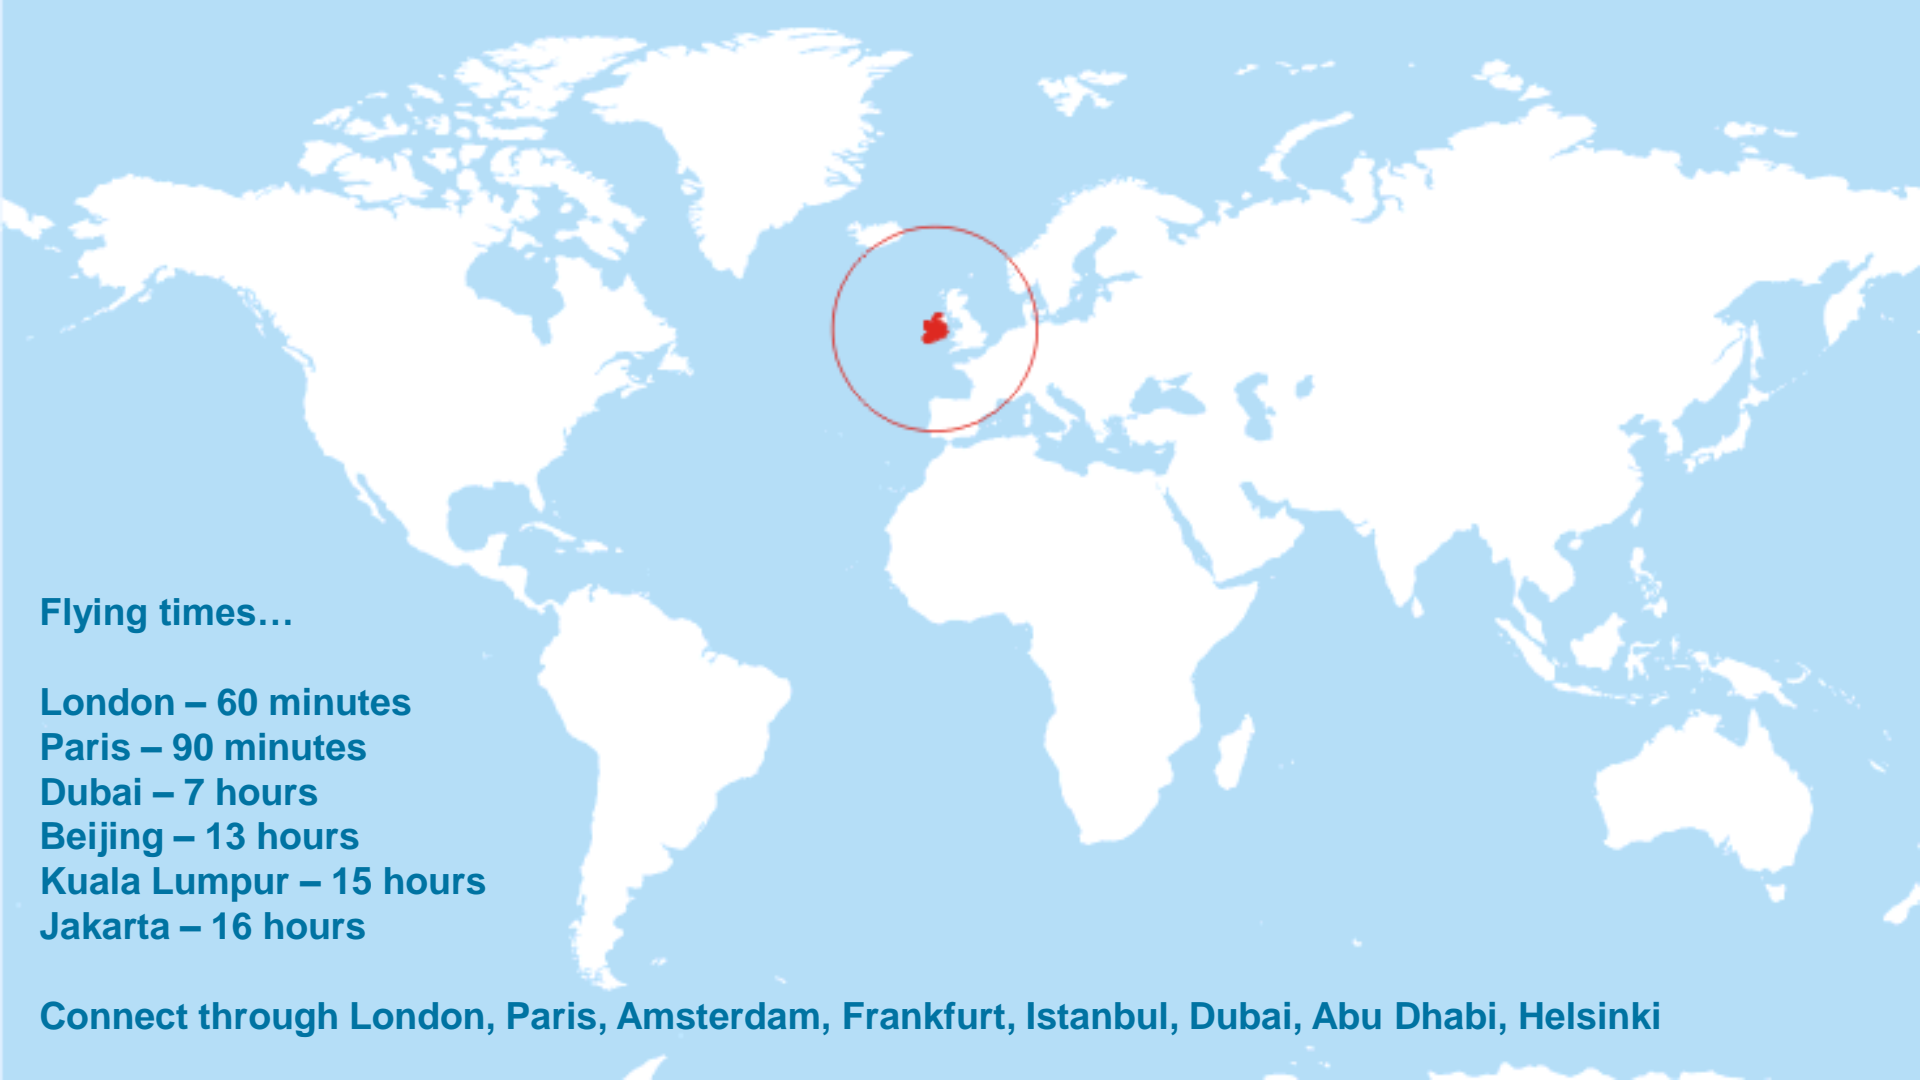 Flying times…
London – 60 minutes
Paris – 90 minutes
Dubai – 7 hours
Beijing – 13 hours
Kuala Lumpur – 15 hours
Jakarta – 16 hours
Connect through London, Paris, Amsterdam, Frankfurt, Istanbul, Dubai, Abu Dhabi, Helsinki